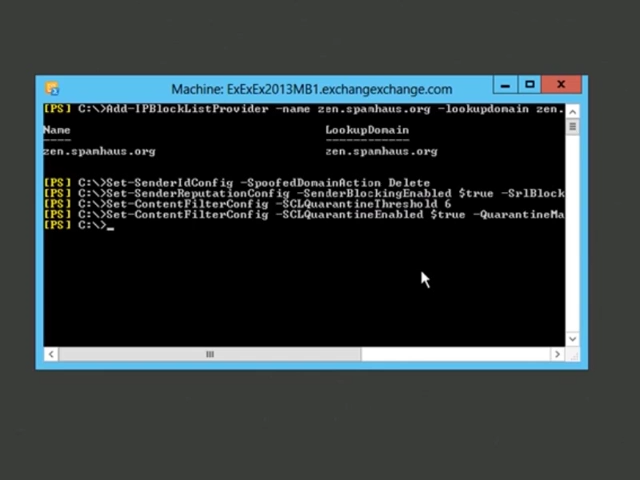 Machine: ExExEx2013MB1.exchangexchange.com
[PS] C:\>Add-IPBlockListProvider -name zen.spamhaus.org -lookupdomain zen.
Name LookupDomain
---- ------------
zen.spamhaus.org zen.spamhaus.org
[PS] C:\>Set-SenderIdConfig -SpoofedDomainAction Delete
[PS] C:\>Set-SenderReputationConfig -SenderBlockingEnabled $true -SrlBlock
[PS] C:\>Set-ContentFilterConfig -SCLQuarantineThreshold 6
[PS] C:\>Set-ContentFilterConfig -SCLQuarantineEnabled $true -QuarantineMa
[PS] C:\>_